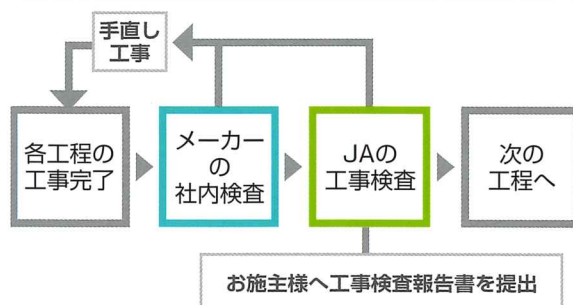 手直し
工事
各工程の
工事完了
メーカー
の
社内検査
JAの
工事検査
次の
工程へ
お施主様へ工事検査報告書を提出